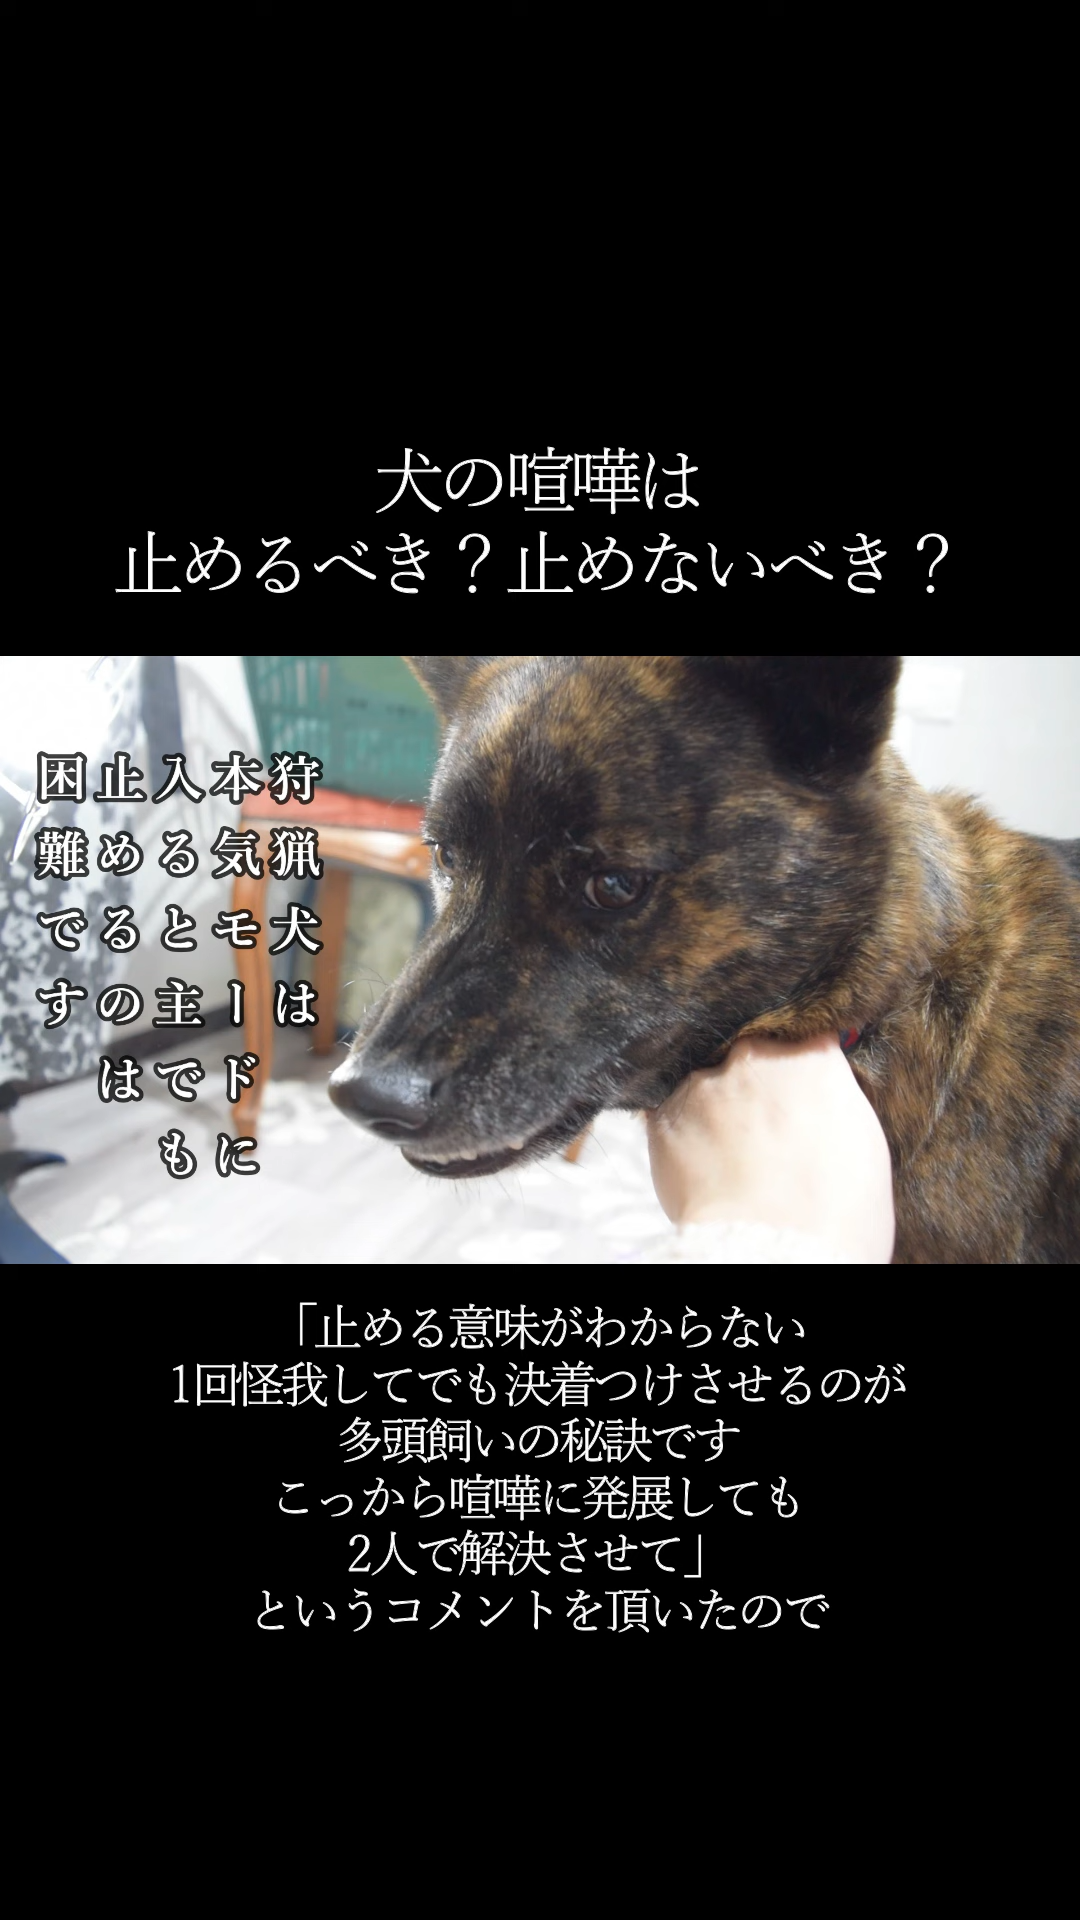 犬の喧嘩は
止めるべき？止めないべき？
狩猟犬は
本気モードに
入ると主でも
止めるのは
困難です
「止める意味がわからない
1回怪我してでも決着つけさせるのが
多頭飼いの秘訣です
こっから喧嘩に発展しても
2人で解決させて」
というコメントを頂いたので